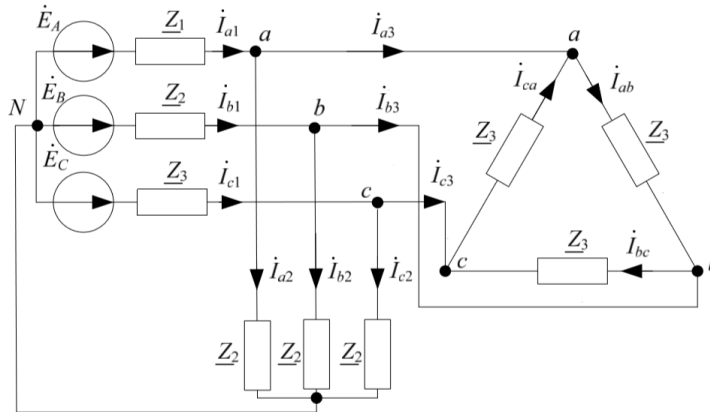 Ė_A Z_1 İ_a1 a İ_a3 a
İ_ca İ_ab
N Ė_B Z_2 İ_b1 b İ_b3
Z_3 Z_3
Ė_C Z_3 İ_c1 c İ_c3
c Z_3 İ_bc
İ_a2 İ_b2 İ_c2
Z_2 Z_2 Z_2